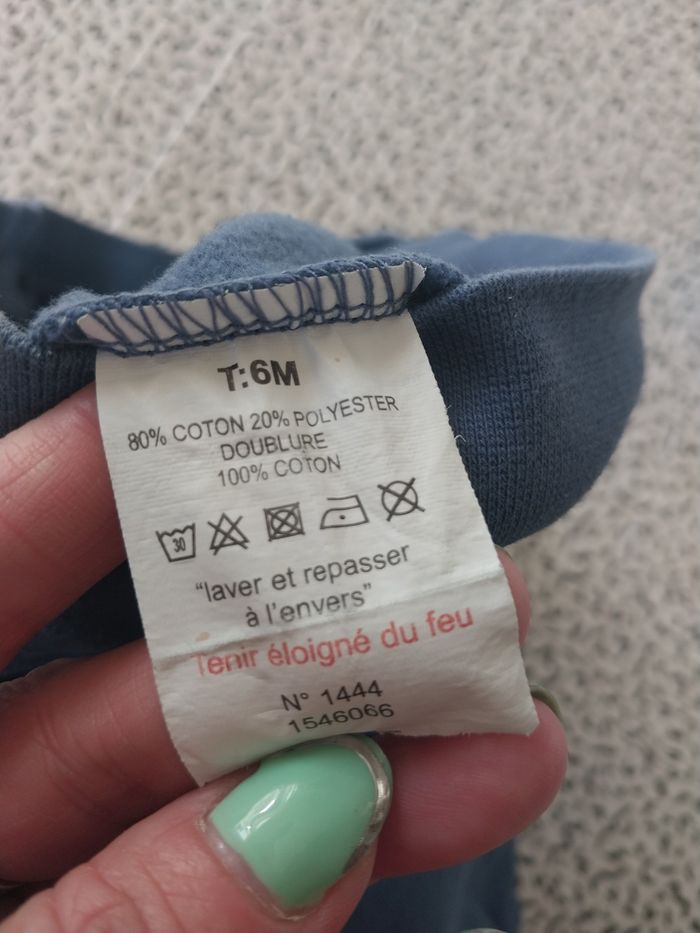 T:6M
80% COTON 20% POLYESTER
DOUBLURE
100% COTON
30
"laver et repasser
à l'envers"
Tenir éloigné du feu
N° 1444
1546066